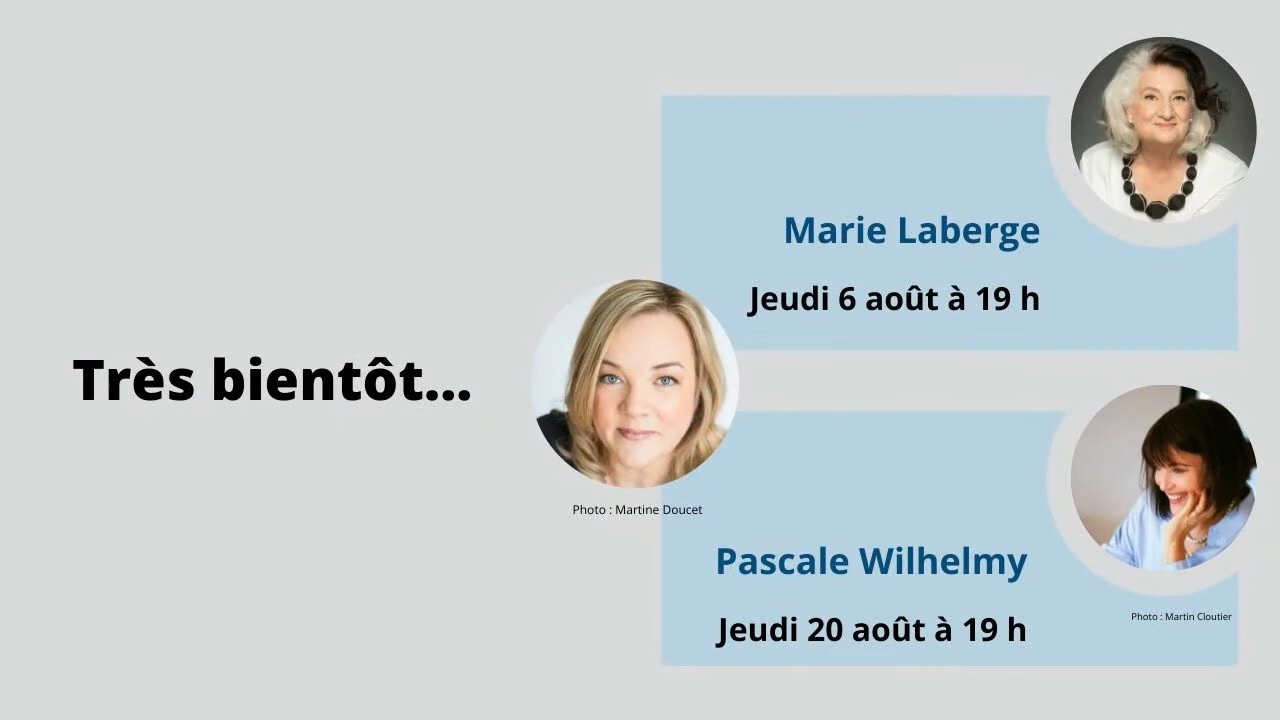 Très bientôt...
Marie Laberge
Jeudi 6 août à 19 h
Photo : Martine Doucet
Pascale Wilhelmy
Jeudi 20 août à 19 h
Photo : Martin Cloutier